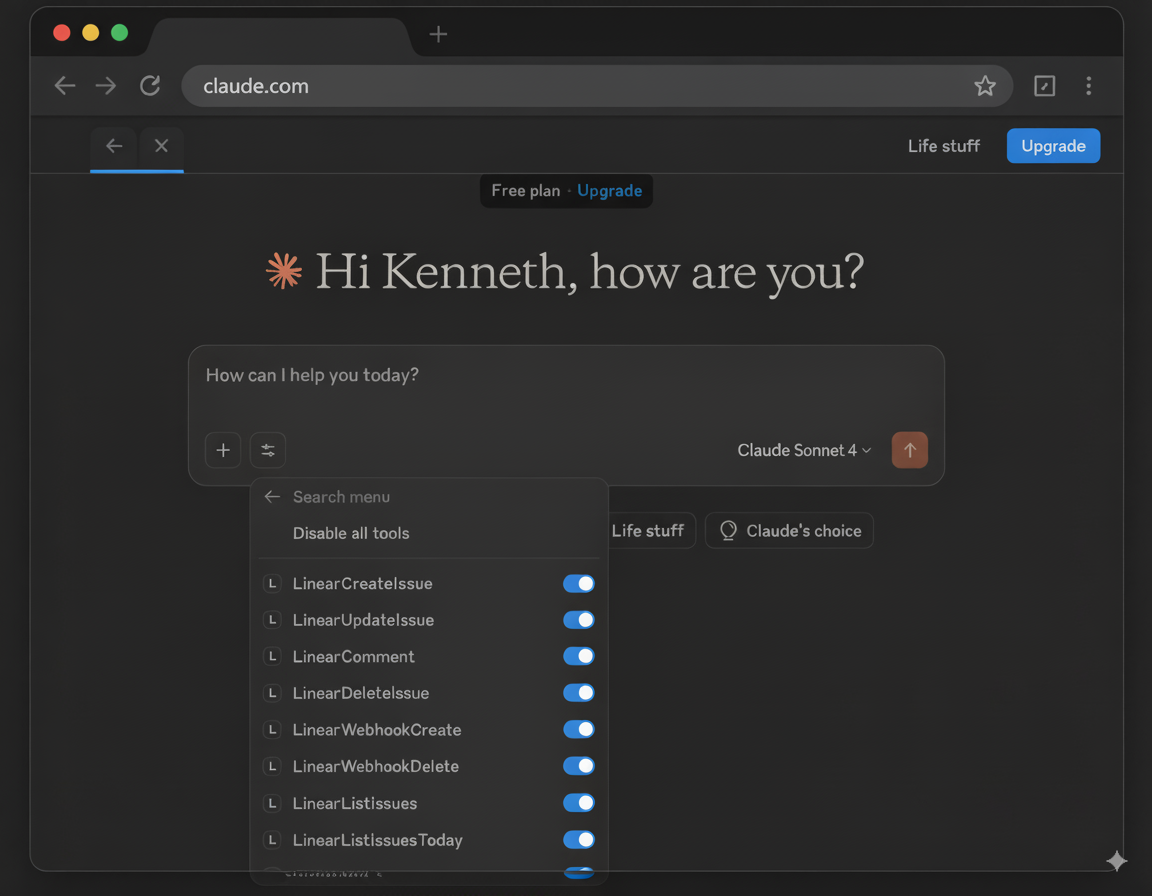 claude.com
Life stuff
Upgrade
Free plan · Upgrade
Hi Kenneth, how are you?
How can I help you today?
Claude Sonnet 4
Search menu
Disable all tools
Life stuff
Claude's choice
L LinearCreateIssue
L LinearUpdateIssue
L LinearComment
L LinearDeleteIssue
L LinearWebhookCreate
L LinearWebhookDelete
L LinearListissues
L LinearListIssuesToday